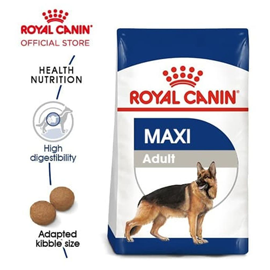 ROYAL CANIN
OFFICIAL STORE
HEALTH
NUTRITION
High
digestibility
Adapted
kibble size
ROYAL CANIN
MAXI
Adult